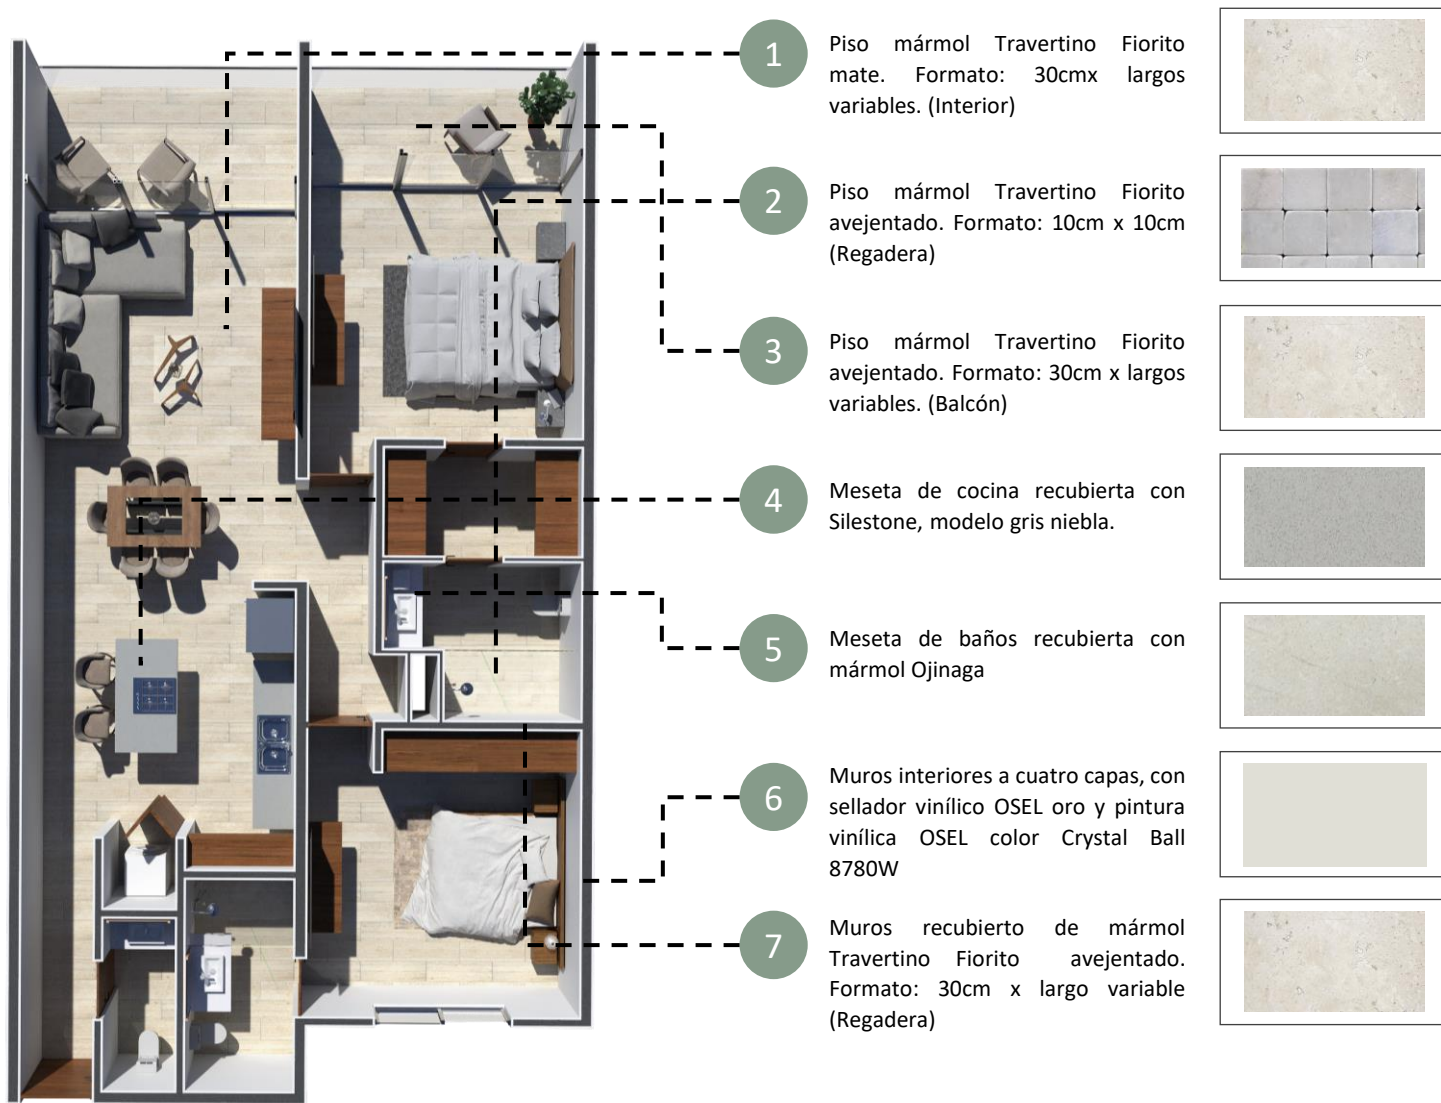 1
Piso mármol Travertino Fiorito
mate. Formato: 30cmx largos
variables. (Interior)
2
Piso mármol Travertino Fiorito
avejentado. Formato: 10cm x 10cm
(Regadera)
3
Piso mármol Travertino Fiorito
avejentado. Formato: 30cm x largos
variables. (Balcón)
4
Meseta de cocina recubierta con
Silestone, modelo gris niebla.
5
Meseta de baños recubierta con
mármol Ojinaga
6
Muros interiores a cuatro capas, con
sellador vinílico OSEL oro y pintura
vinílica OSEL color Crystal Ball
8780W
7
Muros recubierto de mármol
Travertino Fiorito avejentado.
Formato: 30cm x largo variable
(Regadera)